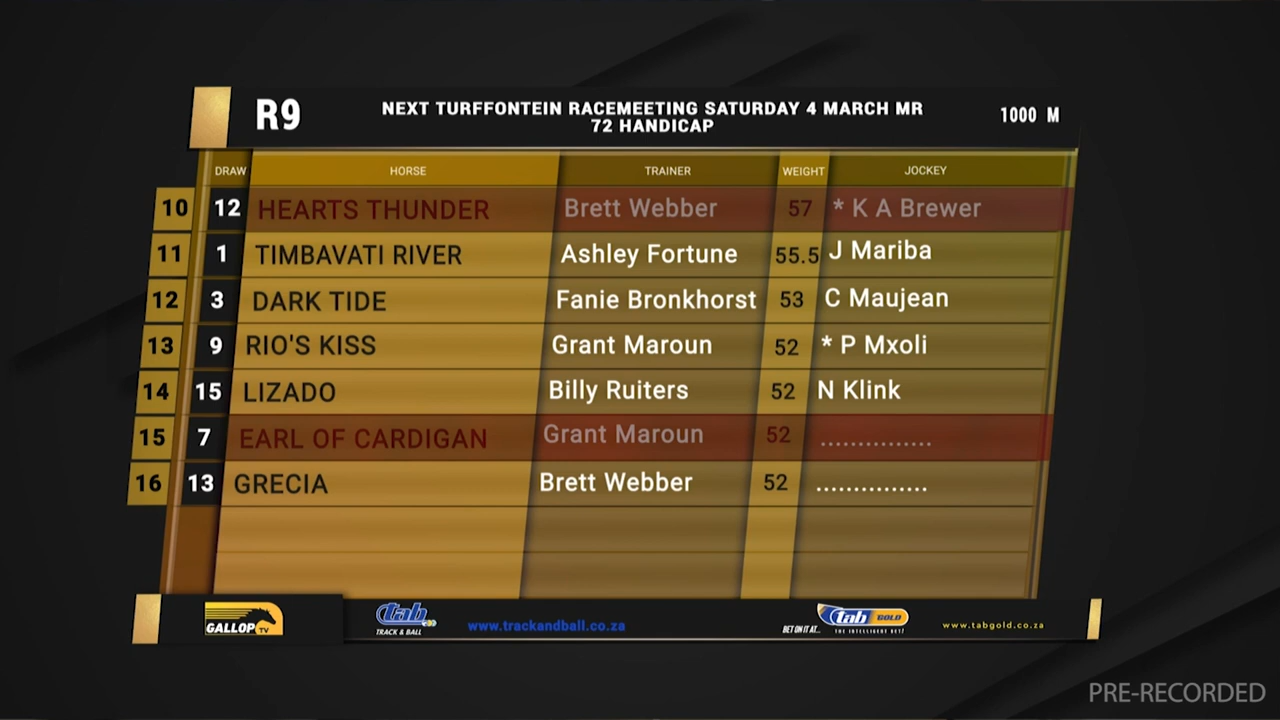 R9
NEXT TURFFONTEIN RACEMEETING SATURDAY 4 MARCH MR
72 HANDICAP
1000 M
DRAW HORSE TRAINER WEIGHT JOCKEY
10 12 HEARTS THUNDER Brett Webber 57 * K A Brewer
11 1 TIMBAVATI RIVER Ashley Fortune 55.5 J Mariba
12 3 DARK TIDE Fanie Bronkhorst 53 C Maujean
13 9 RIO'S KISS Grant Maroun 52 * P Mxoli
14 15 LIZADO Billy Ruiters 52 N Klink
15 7 EARL OF CARDIGAN Grant Maroun 52 ...............
16 13 GRECIA Brett Webber 52 ...............
GALLOP TV
tab
TRACK & BALL
www.trackandball.co.za
BET ON IT AT...
tab GOLD
THE INTELLIGENT BET!
www.tabgold.co.za
PRE-RECORDED